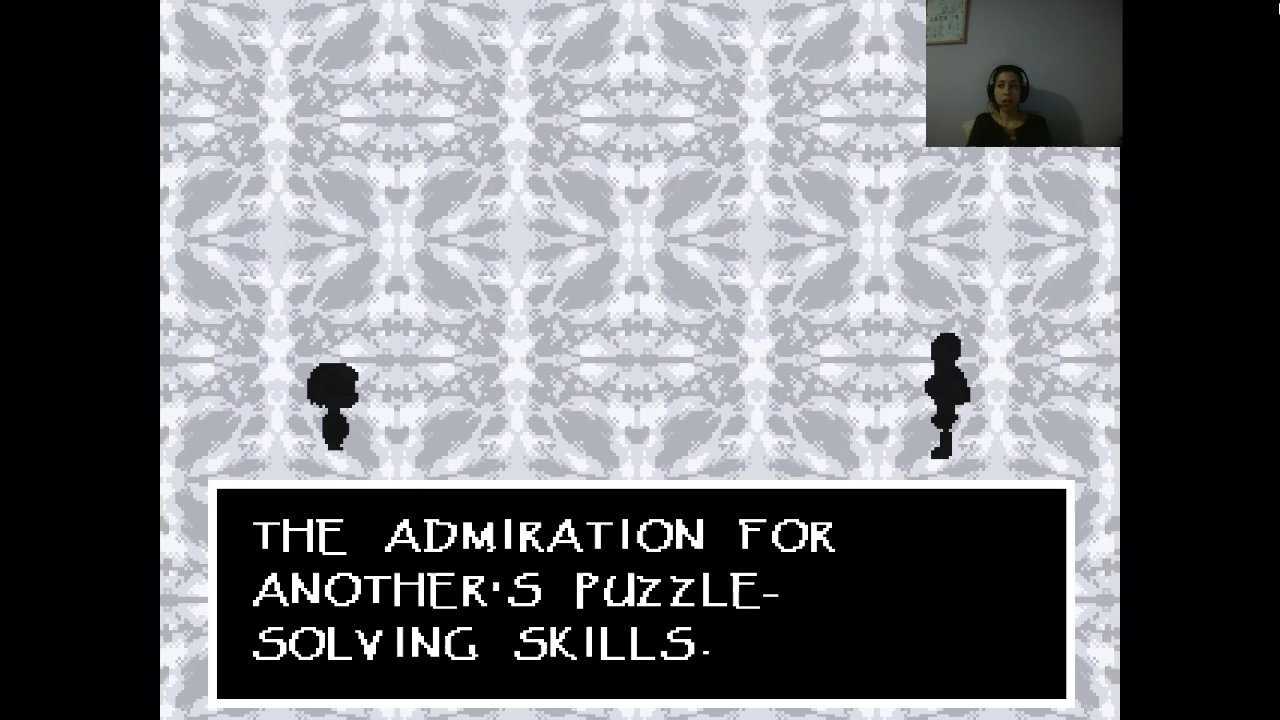 THE ADMIRATION FOR
ANOTHER'S PUZZLE-
SOLVING SKILLS.